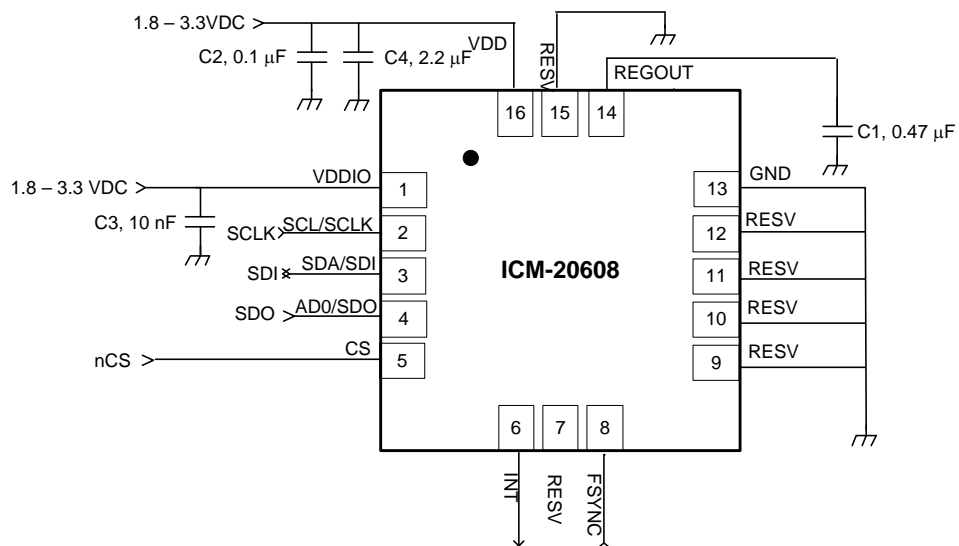 1.8 – 3.3VDC
VDD
C2, 0.1 μF
C4, 2.2 μF
RESV
REGOUT
16
15
14
C1, 0.47 μF
1.8 – 3.3 VDC
VDDIO
1
C3, 10 nF
SCLK
SCL/SCLK
2
SDI
SDA/SDI
3
SDO
AD0/SDO
4
nCS
CS
5
ICM-20608
13
GND
12
RESV
11
RESV
10
RESV
9
RESV
6
7
8
INT
RESV
FSYNC